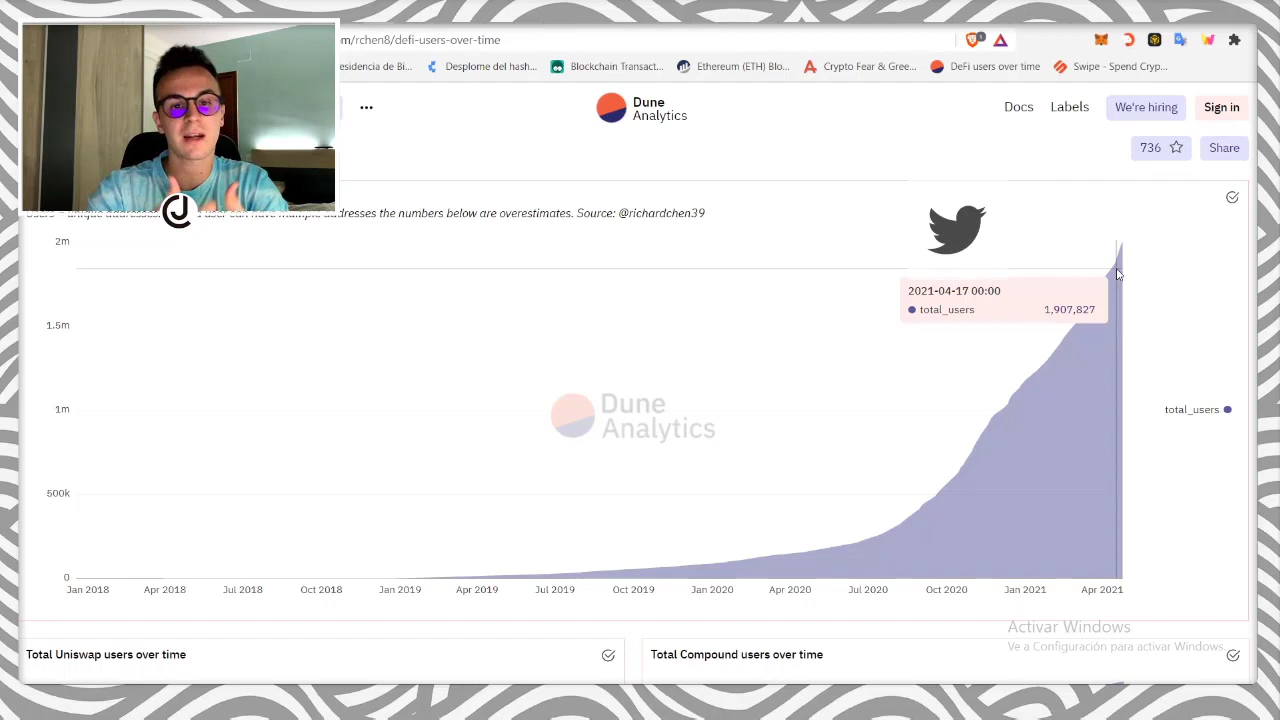 om/rchen8/defi-users-over-time
1
esidencia de Bi...
Desplome del hash...
Blockchain Transact...
Ethereum (ETH) Blo...
Crypto Fear & Gree...
DeFi users over time
Swipe - Spend Cryp...
...
Dune
Analytics
Docs
Labels
We're hiring
Sign in
736
Share
addresses the numbers below are overestimates. Source: @richardchen39
2m
1.5m
1m
500k
0
2021-04-17 00:00
total_users 1,907,827
Dune
Analytics
total_users
Jan 2018 Apr 2018 Jul 2018 Oct 2018 Jan 2019 Apr 2019 Jul 2019 Oct 2019 Jan 2020 Apr 2020 Jul 2020 Oct 2020 Jan 2021 Apr 2021
Activar Windows
Ve a Configuración para activar Windows.
Total Uniswap users over time
Total Compound users over time